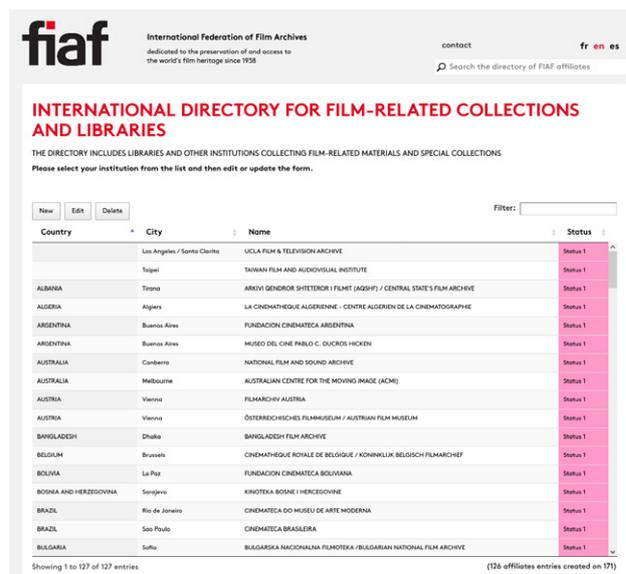 fiaf
International Federation of Film Archives
dedicated to the preservation of and access to
the world's film heritage since 1938
contact
fr en es
Search the directory of FIAF affiliates
INTERNATIONAL DIRECTORY FOR FILM-RELATED COLLECTIONS
AND LIBRARIES
THE DIRECTORY INCLUDES LIBRARIES AND OTHER INSTITUTIONS COLLECTING FILM-RELATED MATERIALS AND SPECIAL COLLECTIONS
Please select your institution from the list and then edit or update the form.
New Edit Delete Filter:
Country City Name Status
Los Angeles / Santa Clarita UCLA FILM & TELEVISION ARCHIVE Status 1
Taipei TAIWAN FILM AND AUDIOVISUAL INSTITUTE Status 1
ALBANIA Tirana ARKIVI QENDROR SHTETEROR I FILMIT (AQSHF) / CENTRAL STATE'S FILM ARCHIVE Status 1
ALGERIA Algiers LA CINEMATHEQUE ALGERIENNE - CENTRE ALGERIEN DE LA CINEMATOGRAPHIE Status 1
ARGENTINA Buenos Aires FUNDACION CINEMATECA ARGENTINA Status 1
ARGENTINA Buenos Aires MUSEO DEL CINE PABLO C. DUCROS HICKEN Status 1
AUSTRALIA Canberra NATIONAL FILM AND SOUND ARCHIVE Status 1
AUSTRALIA Melbourne AUSTRALIAN CENTRE FOR THE MOVING IMAGE (ACMI) Status 1
AUSTRIA Vienna FILMARCHIV AUSTRIA Status 1
AUSTRIA Vienna ÖSTERREICHISCHES FILMMUSEUM / AUSTRIAN FILM MUSEUM Status 1
BANGLADESH Dhaka BANGLADESH FILM ARCHIVE Status 1
BELGIUM Brussels CINEMATHEQUE ROYALE DE BELGIQUE / KONINKLIJK BELGISCH FILMARCHIEF Status 1
BOLIVIA La Paz FUNDACION CINEMATECA BOLIVIANA Status 1
BOSNIA AND HERZEGOVINA Sarajevo KINOTEKA BOSNE I HERCEGOVINE Status 1
BRAZIL Rio de Janeiro CINEMATECA DO MUSEU DE ARTE MODERNA Status 1
BRAZIL Sao Paulo CINEMATECA BRASILEIRA Status 1
BULGARIA Sofia BULGARSKA NACIONALNA FILMOTEKA /BULGARIAN NATIONAL FILM ARCHIVE Status 1
Showing 1 to 127 of 127 entries (126 affiliates entries created on 171)